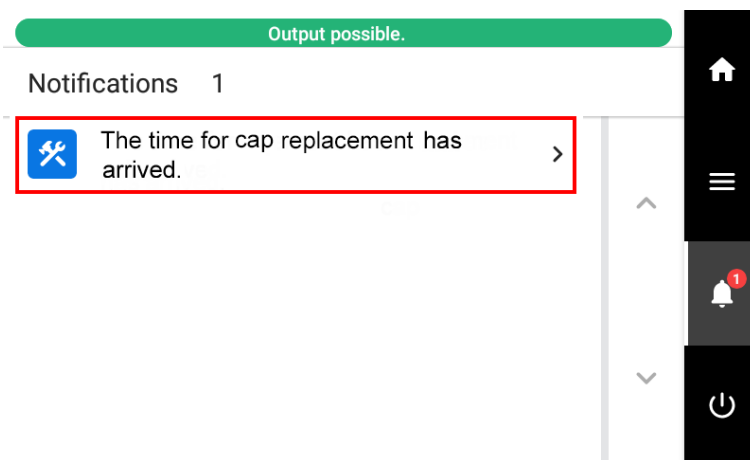 Output possible.
Notifications 1
The time for cap replacement has
arrived.
1